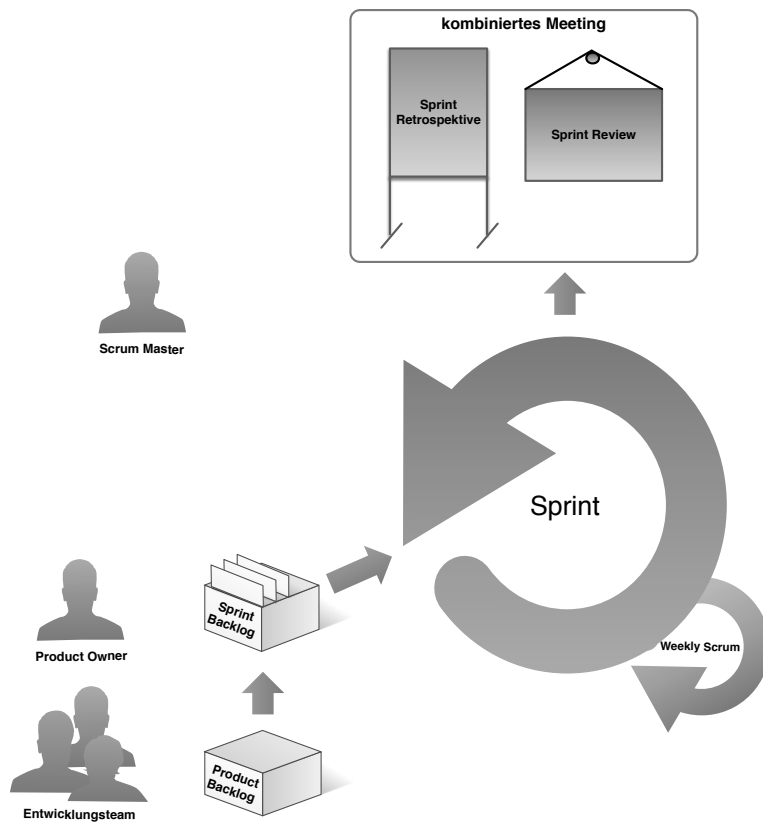 kombiniertes Meeting
Sprint
Retrospektive
Sprint Review
Scrum Master
Sprint
Sprint
Backlog
Product Owner
Weekly Scrum
Product
Backlog
Entwicklungsteam